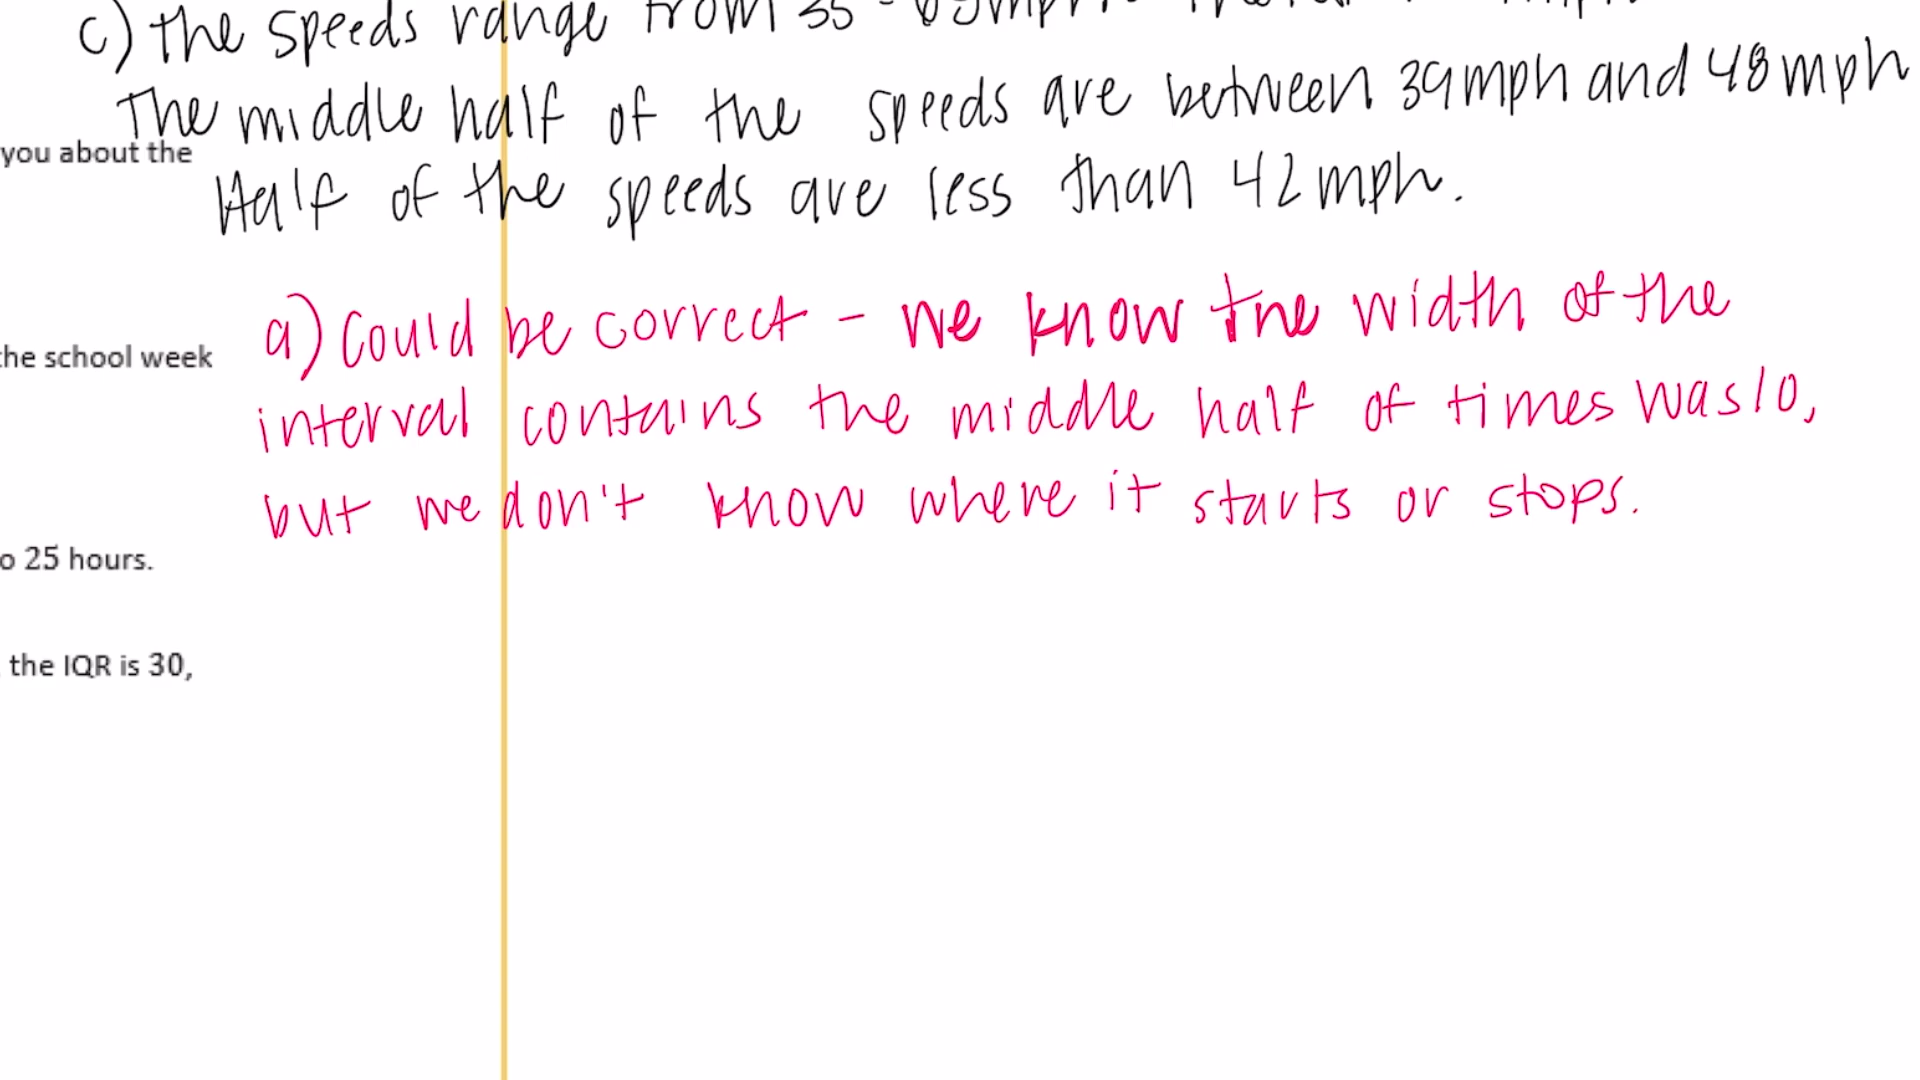 c) the speeds range from 35 -
The middle half of the speeds are between 39mph and 48mph
you about the
Half of the speeds are less than 42mph.
a) Could be correct - we know the width of the
the school week
interval contains the middle half of times was 10,
but we don't know where it starts or stops.
o 25 hours.
the IQR is 30,